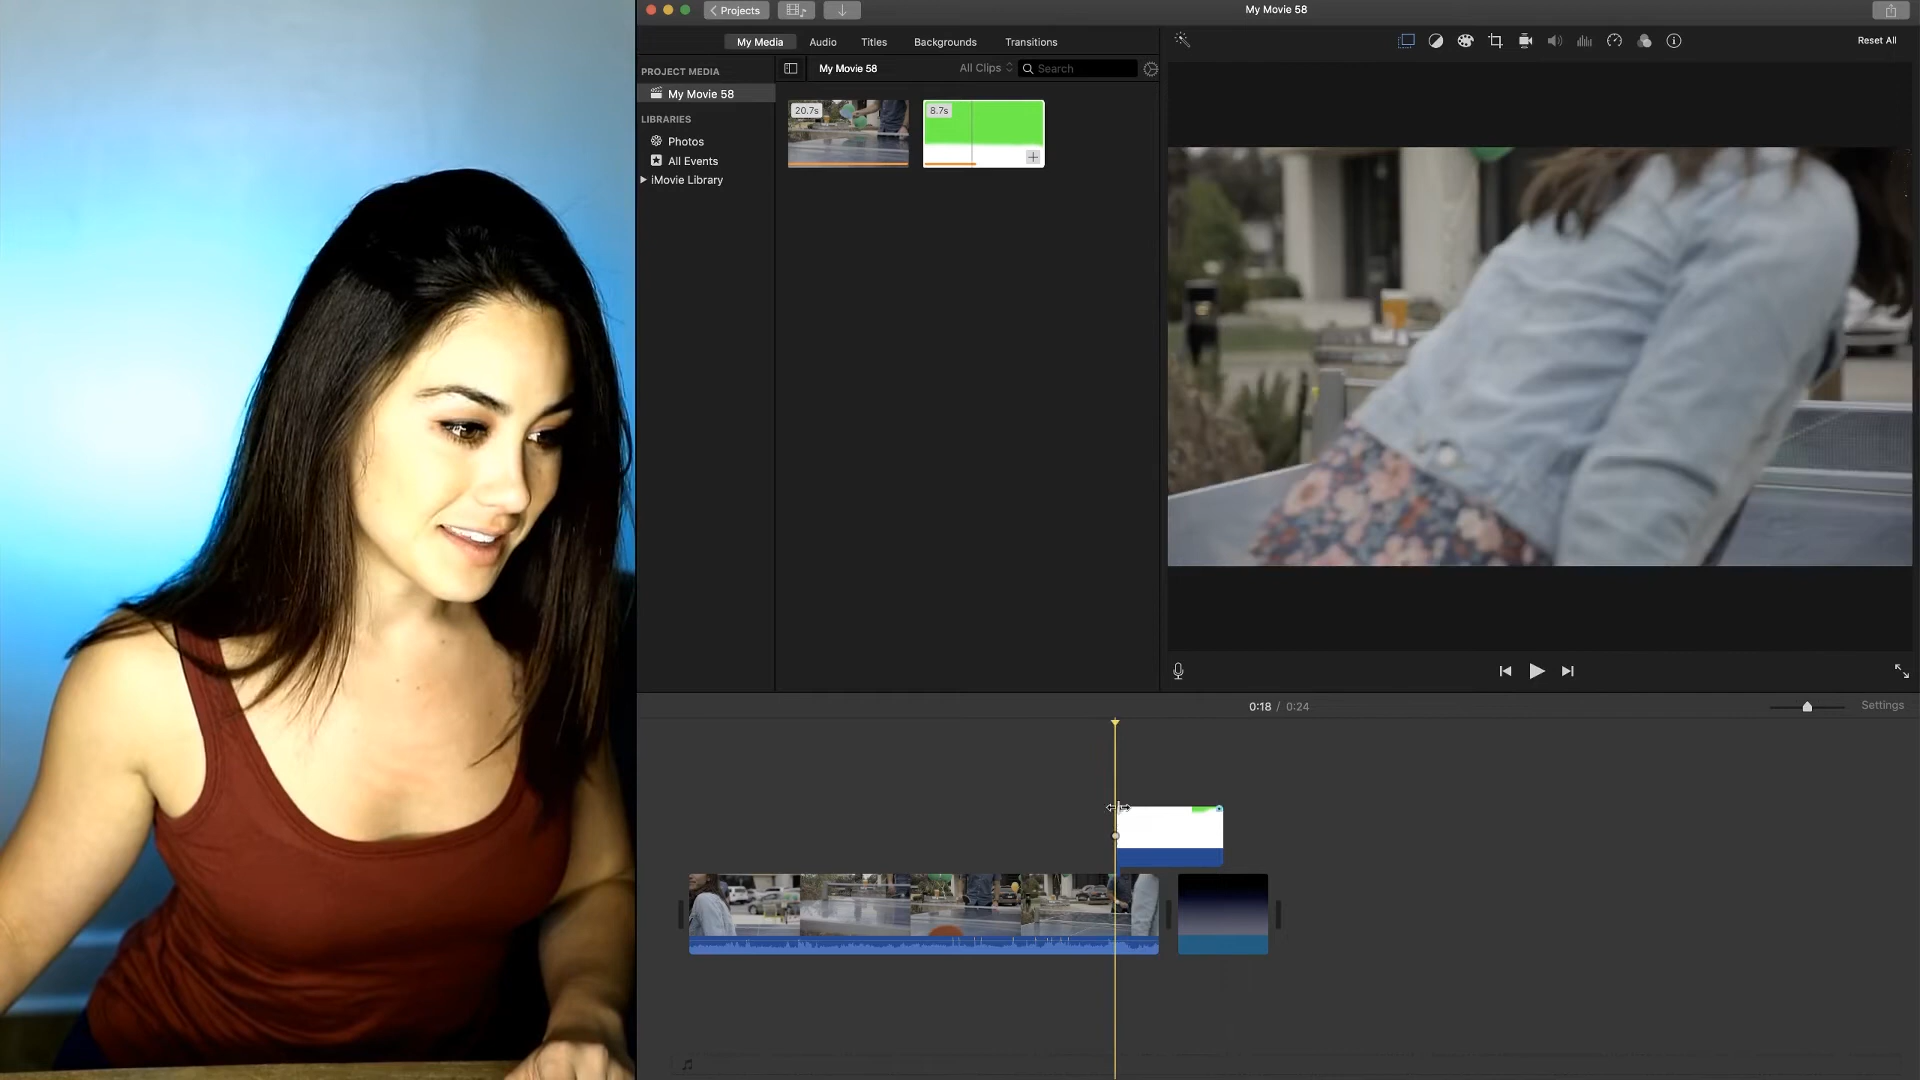 Projects
My Movie 58
My Media
Audio
Titles
Backgrounds
Transitions
Reset All
PROJECT MEDIA
My Movie 58
All Clips
Search
My Movie 58
LIBRARIES
Photos
All Events
iMovie Library
20.7s
8.7s
0:18 / 0:24
Settings